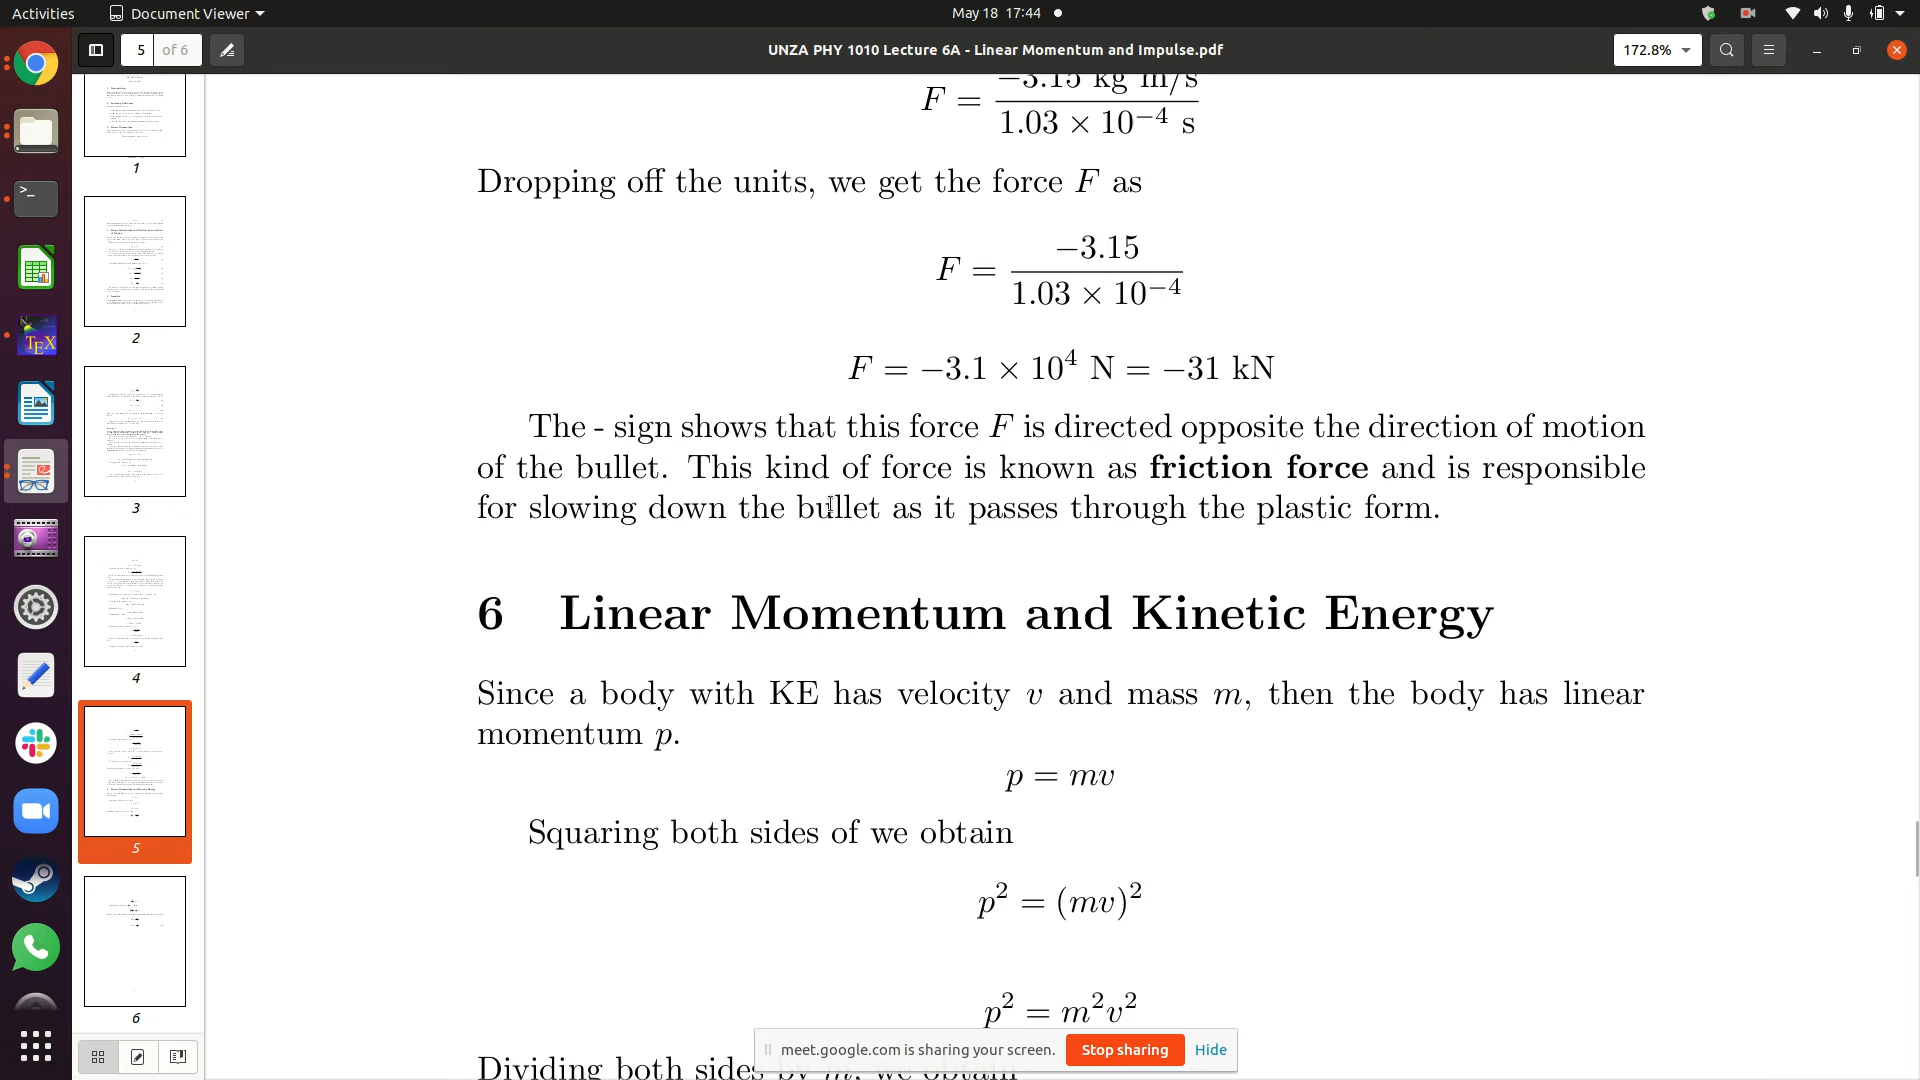 Activities
Document Viewer
May 18 17:44
5 of 6
UNZA PHY 1010 Lecture 6A - Linear Momentum and Impulse.pdf
172.8%
1
2
3
4
5
6
F = −3.15 kg m/s / 1.03 × 10⁻⁴ s
Dropping off the units, we get the force F as
F = −3.15 / 1.03 × 10⁻⁴
F = −3.1 × 10⁴ N = −31 kN
The - sign shows that this force F is directed opposite the direction of motion
of the bullet. This kind of force is known as friction force and is responsible
for slowing down the bullet as it passes through the plastic form.
6 Linear Momentum and Kinetic Energy
Since a body with KE has velocity v and mass m, then the body has linear
momentum p.
p = mv
Squaring both sides of we obtain
p² = (mv)²
p² = m²v²
Dividing both sides by m, we obtain
meet.google.com is sharing your screen.
Stop sharing
Hide
TEX